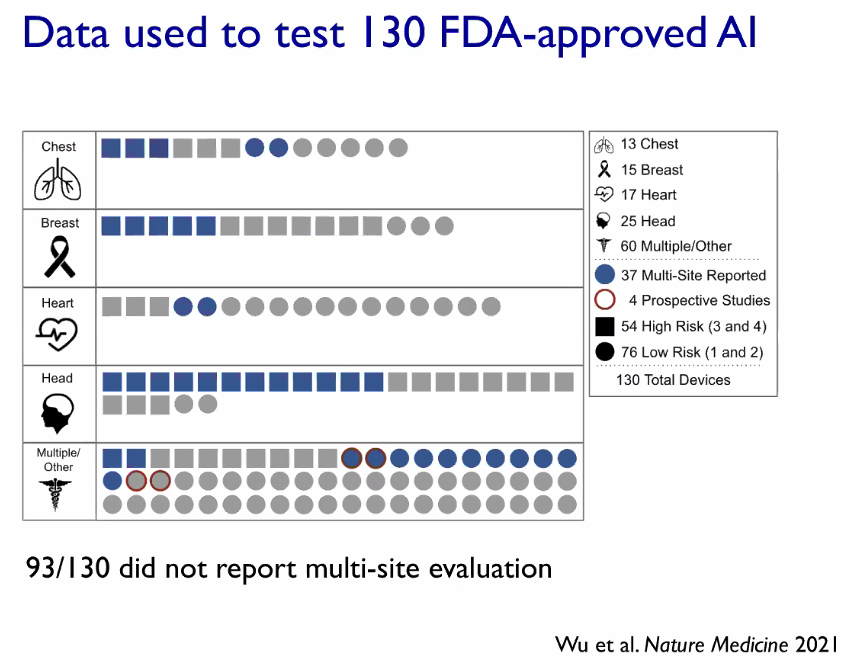 Data used to test 130 FDA-approved AI
Chest
Breast
Heart
Head
Multiple/
Other
13 Chest
15 Breast
17 Heart
25 Head
60 Multiple/Other
37 Multi-Site Reported
4 Prospective Studies
54 High Risk (3 and 4)
76 Low Risk (1 and 2)
130 Total Devices
93/130 did not report multi-site evaluation
Wu et al. Nature Medicine 2021